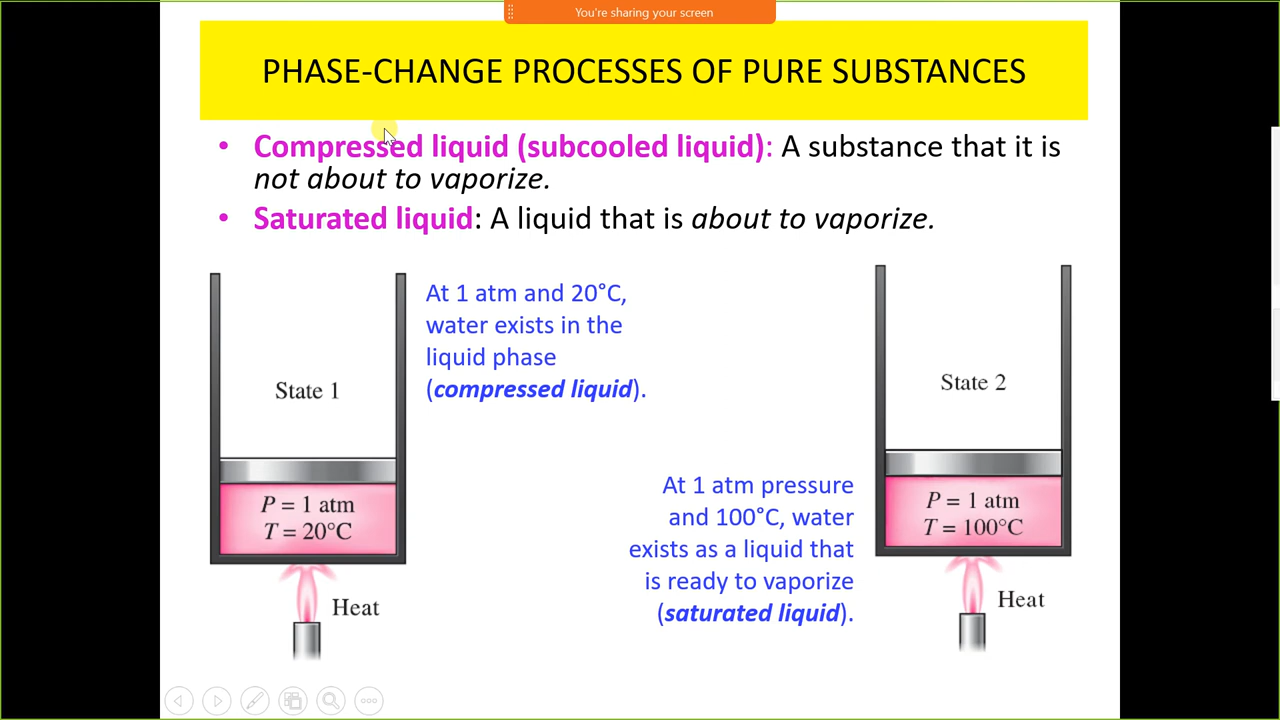 You're sharing your screen
PHASE-CHANGE PROCESSES OF PURE SUBSTANCES
• Compressed liquid (subcooled liquid): A substance that it is
not about to vaporize.
• Saturated liquid: A liquid that is about to vaporize.
At 1 atm and 20°C,
water exists in the
liquid phase
(compressed liquid).
State 1
P = 1 atm
T = 20°C
Heat
At 1 atm pressure
and 100°C, water
exists as a liquid that
is ready to vaporize
(saturated liquid).
State 2
P = 1 atm
T = 100°C
Heat